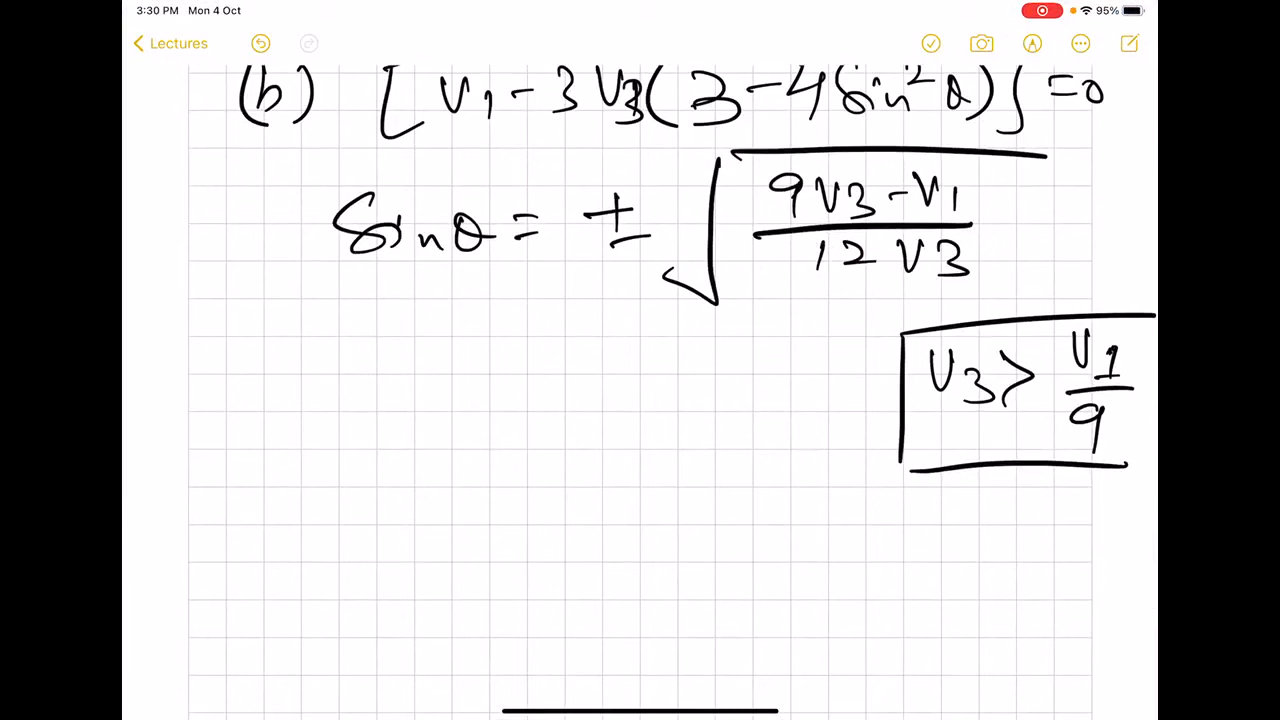 3:30 PM Mon 4 Oct
95%
Lectures
(b) [V1 - 3V3(3-4Sin²θ)] = 0
Sinθ = ± √(9V3-V1 / 12V3)
V3 > V1/9